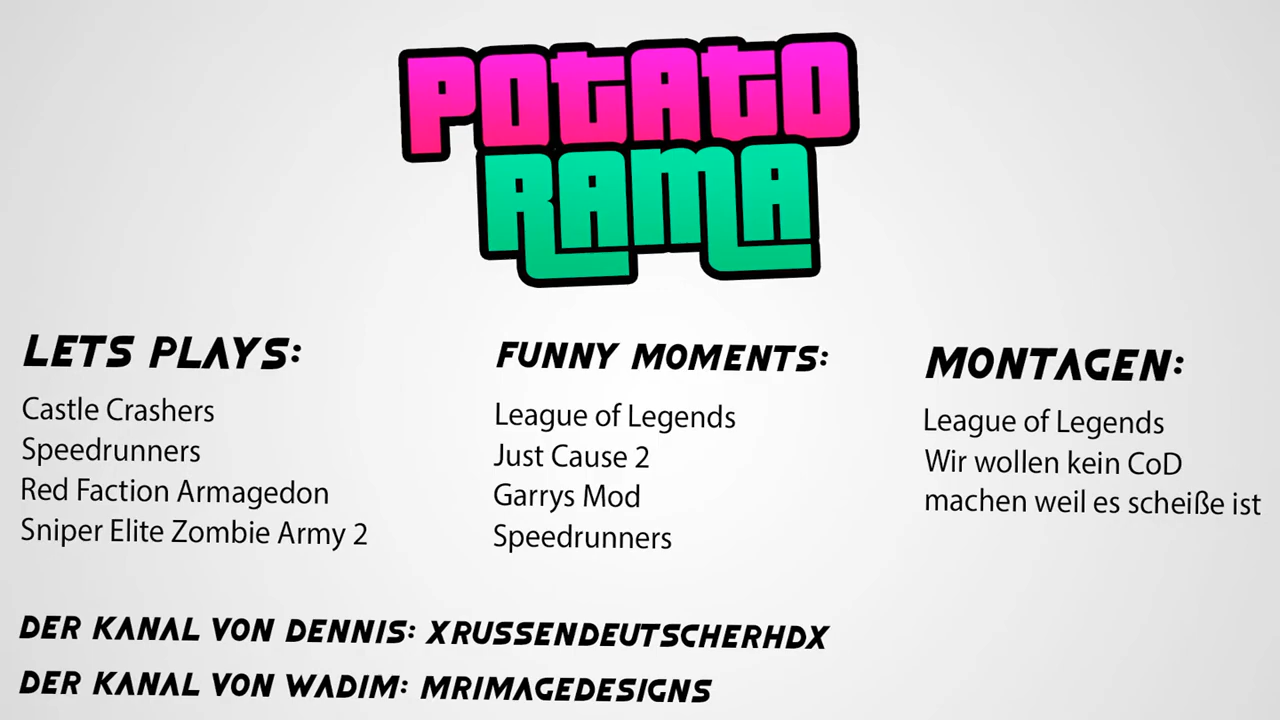 POTATO
RAMA
LETS PLAYS:
Castle Crashers
Speedrunners
Red Faction Armagedon
Sniper Elite Zombie Army 2
FUNNY MOMENTS:
League of Legends
Just Cause 2
Garrys Mod
Speedrunners
MONTAGEN:
League of Legends
Wir wollen kein CoD
machen weil es scheiße ist
DER KANAL VON DENNIS: XRUSSENDEUTSCHERHDX
DER KANAL VON WADIM: MRIMAGEDESIGNS